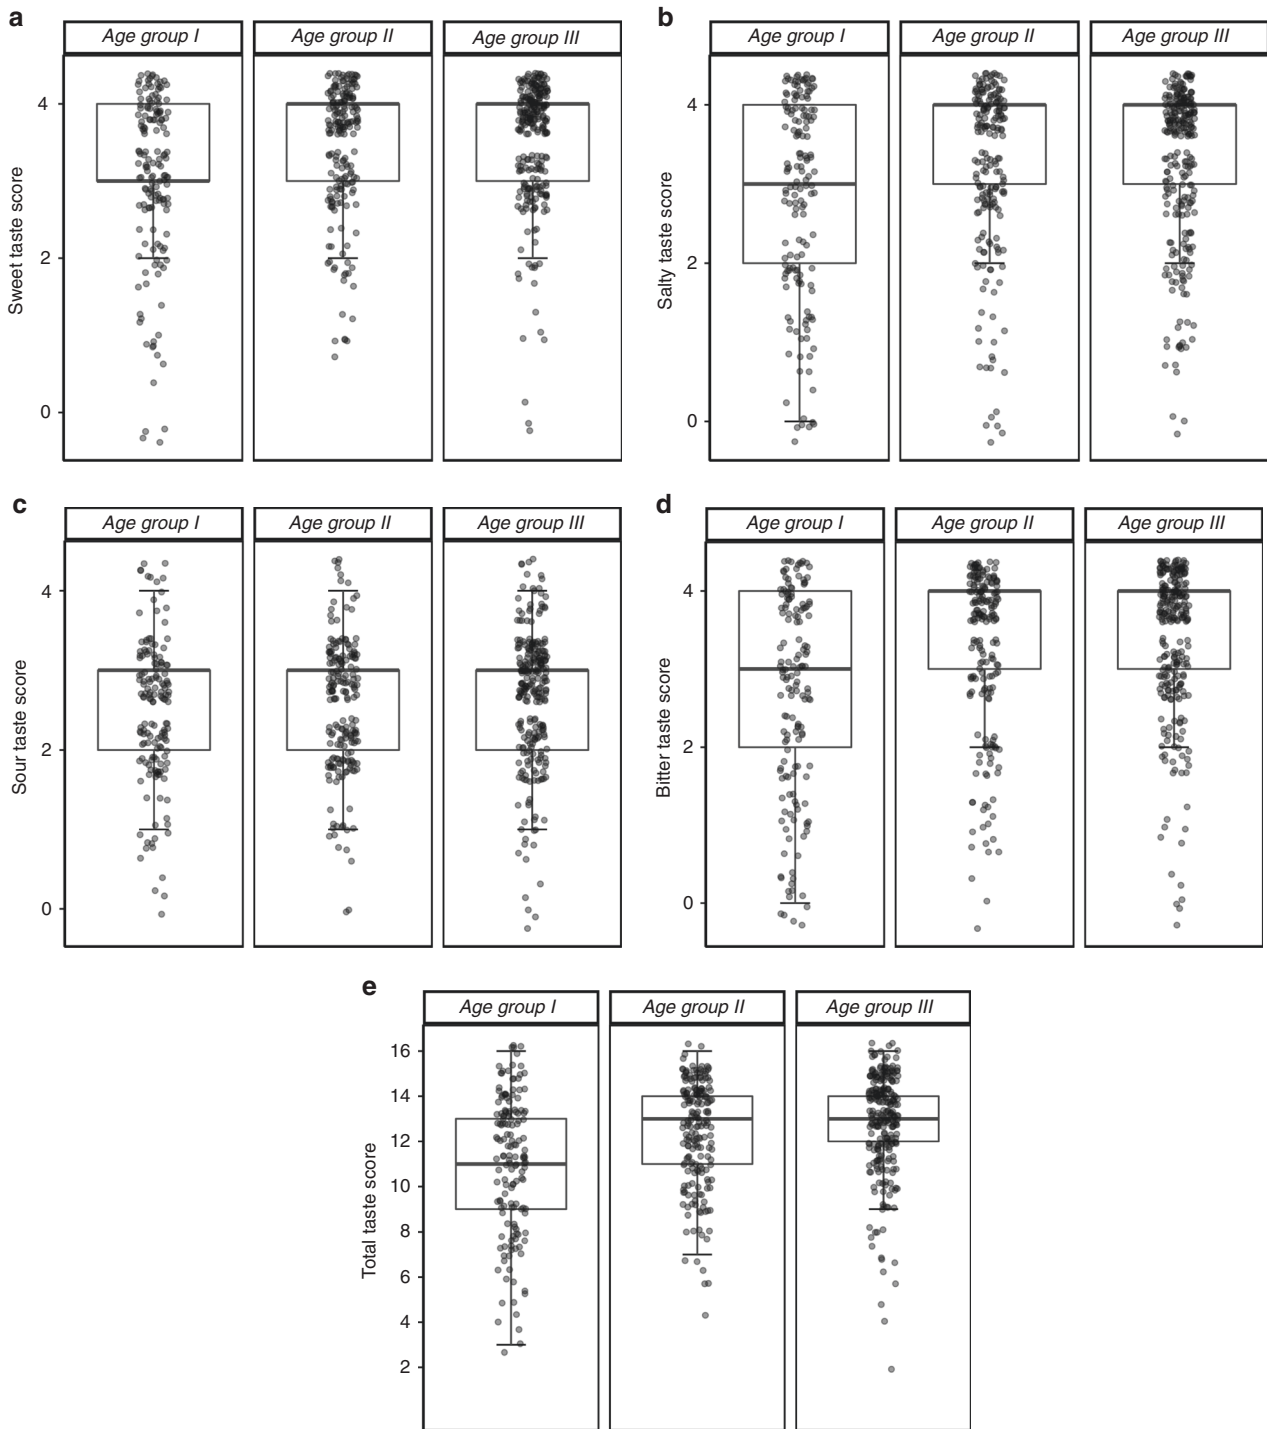 a
Age group I Age group II Age group III
Sweet taste score
4
2
0
b
Age group I Age group II Age group III
Salty taste score
4
2
0
c
Age group I Age group II Age group III
Sour taste score
4
2
0
d
Age group I Age group II Age group III
Bitter taste score
4
2
0
e
Age group I Age group II Age group III
Total taste score
16
14
12
10
8
6
4
2